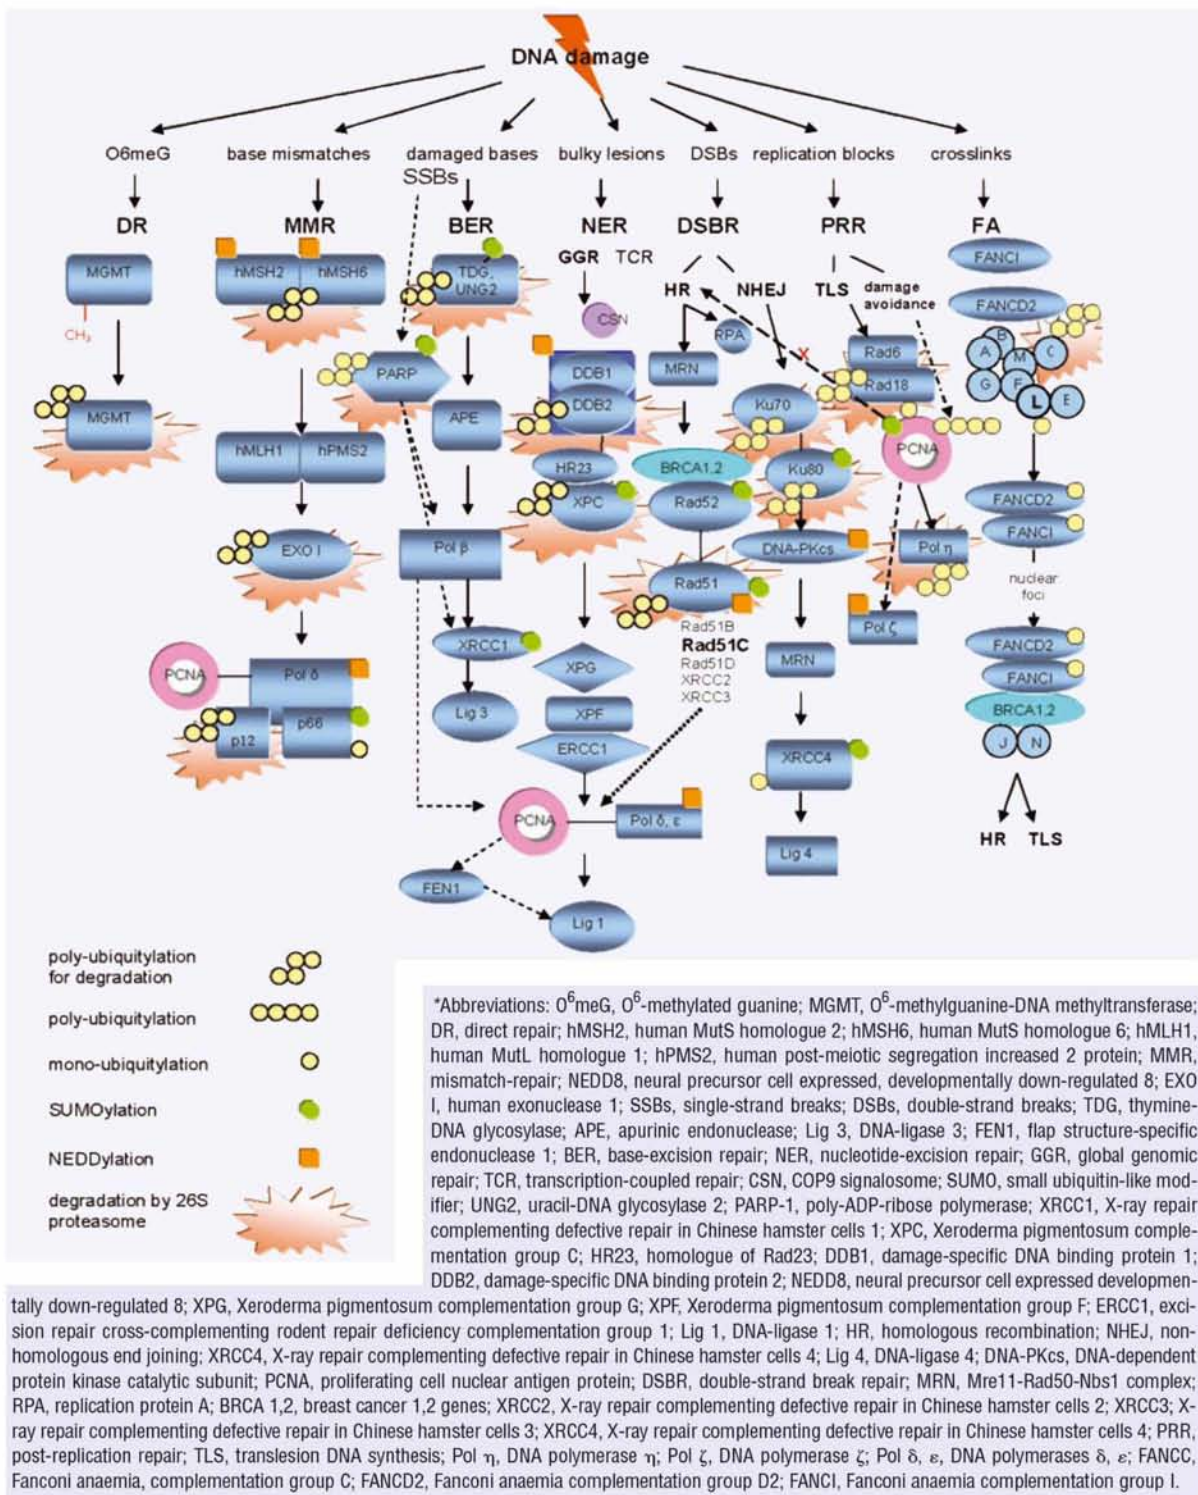 DNA damage
O6meG base mismatches damaged bases bulky lesions DSBs replication blocks crosslinks
SSBs
DR MMR BER NER DSBR PRR FA
GGR TCR
HR NHEJ TLS damage
avoidance
MGMT
CH3
MGMT
hMSH2 hMSH6
hMLH1 hPMS2
EXO I
PCNA Pol δ
p12 p66
TDG,
UNG2
PARP
APE
Pol β
XRCC1
Lig 3
CSN
DDB1
DDB2
HR23
XPC
XPG
XPF
ERCC1
PCNA Pol δ, ε
FEN1
Lig 1
RPA
MRN
BRCA1,2
Rad52
Rad51
Rad51B
Rad51C
Rad51D
XRCC2
XRCC3
X
Ku70
Ku80
DNA-PKcs
MRN
XRCC4
Lig 4
Rad6
Rad18
PCNA
Pol η
Pol ζ
FANCI
FANCD2
B
A M C
G F E
L
FANCD2
FANCI
nuclear
foci
FANCD2
FANCI
BRCA1,2
J N
HR TLS
poly-ubiquitylation
for degradation
poly-ubiquitylation
mono-ubiquitylation
SUMOylation
NEDDylation
degradation by 26S
proteasome
*Abbreviations: O6meG, O6-methylated guanine; MGMT, O6-methylguanine-DNA methyltransferase;
DR, direct repair; hMSH2, human MutS homologue 2; hMSH6, human MutS homologue 6; hMLH1,
human MutL homologue 1; hPMS2, human post-meiotic segregation increased 2 protein; MMR,
mismatch-repair; NEDD8, neural precursor cell expressed, developmentally down-regulated 8; EXO
I, human exonuclease 1; SSBs, single-strand breaks; DSBs, double-strand breaks; TDG, thymine-
DNA glycosylase; APE, apurinic endonuclease; Lig 3, DNA-ligase 3; FEN1, flap structure-specific
endonuclease 1; BER, base-excision repair; NER, nucleotide-excision repair; GGR, global genomic
repair; TCR, transcription-coupled repair; CSN, COP9 signalosome; SUMO, small ubiquitin-like mod-
ifier; UNG2, uracil-DNA glycosylase 2; PARP-1, poly-ADP-ribose polymerase; XRCC1, X-ray repair
complementing defective repair in Chinese hamster cells 1; XPC, Xeroderma pigmentosum comple-
mentation group C; HR23, homologue of Rad23; DDB1, damage-specific DNA binding protein 1;
DDB2, damage-specific DNA binding protein 2; NEDD8, neural precursor cell expressed developmen-
tally down-regulated 8; XPG, Xeroderma pigmentosum complementation group G; XPF, Xeroderma pigmentosum complementation group F; ERCC1, exci-
sion repair cross-complementing rodent repair deficiency complementation group 1; Lig 1, DNA-ligase 1; HR, homologous recombination; NHEJ, non-
homologous end joining; XRCC4, X-ray repair complementing defective repair in Chinese hamster cells 4; Lig 4, DNA-ligase 4; DNA-PKcs, DNA-dependent
protein kinase catalytic subunit; PCNA, proliferating cell nuclear antigen protein; DSBR, double-strand break repair; MRN, Mre11-Rad50-Nbs1 complex;
RPA, replication protein A; BRCA 1,2, breast cancer 1,2 genes; XRCC2, X-ray repair complementing defective repair in Chinese hamster cells 2; XRCC3; X-
ray repair complementing defective repair in Chinese hamster cells 3; XRCC4, X-ray repair complementing defective repair in Chinese hamster cells 4; PRR,
post-replication repair; TLS, translesion DNA synthesis; Pol η, DNA polymerase η; Pol ζ, DNA polymerase ζ; Pol δ, ε, DNA polymerases δ, ε; FANCC,
Fanconi anaemia, complementation group C; FANCD2, Fanconi anaemia complementation group D2; FANCI, Fanconi anaemia complementation group I.